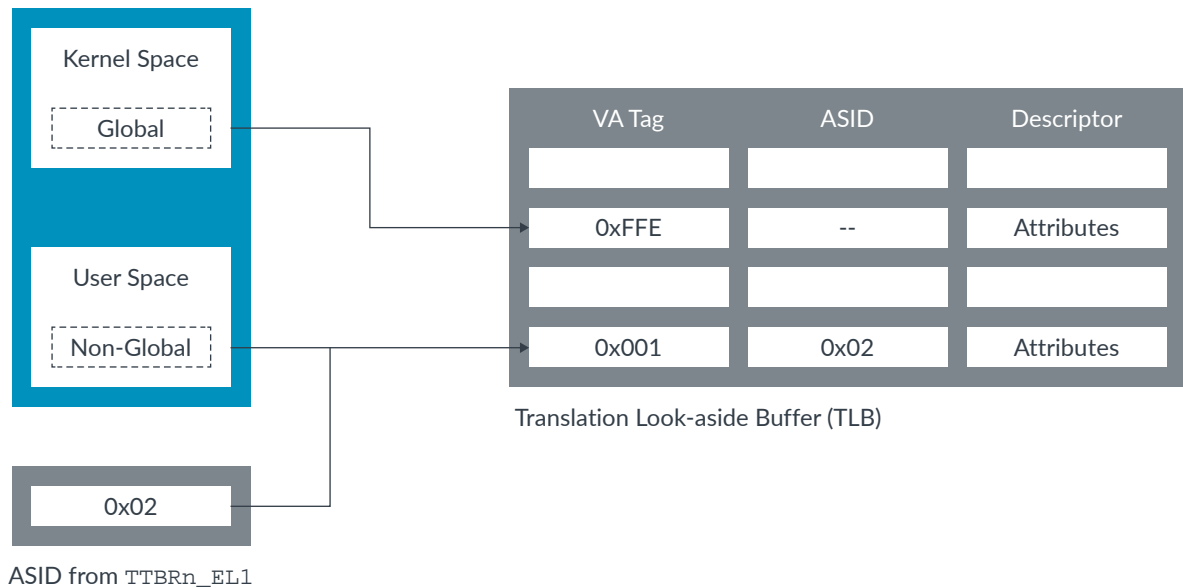 Kernel Space
Global
User Space
Non-Global
0x02
ASID from TTBRn_EL1
VA Tag ASID Descriptor
0xFFE -- Attributes
0x001 0x02 Attributes
Translation Look-aside Buffer (TLB)